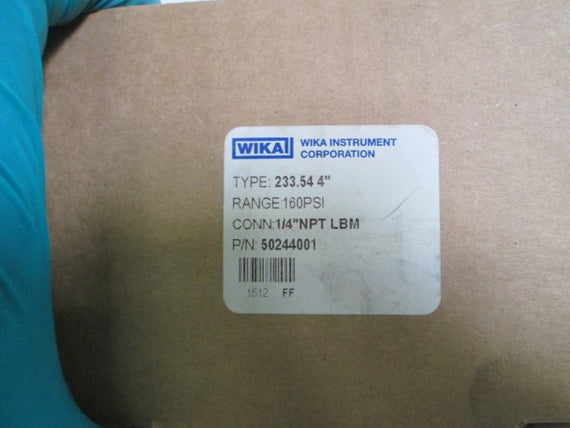 WIKA WIKA INSTRUMENT
CORPORATION
TYPE: 233.54 4"
RANGE 160PSI
CONN:1/4"NPT LBM
P/N: 50244001
1512 FF